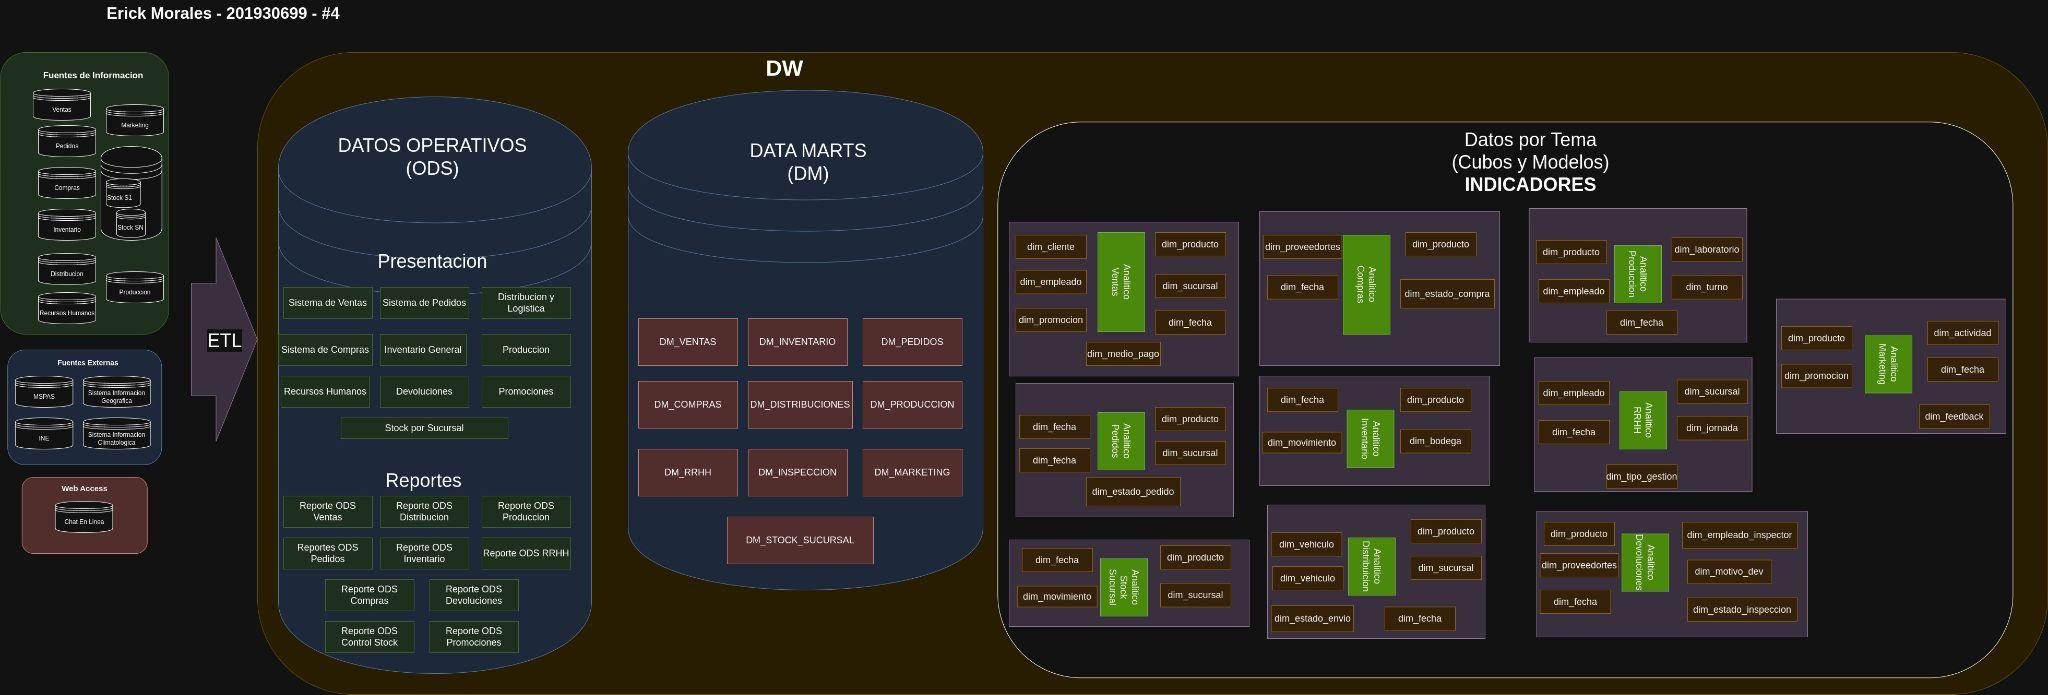 Erick Morales - 201930699 - #4
Fuentes de Informacion
Ventas
Marketing
Pedidos
Compras
Stock S1
Inventario
Stock SN
Distribucion
Produccion
Recursos Humanos
Fuentes Externas
MSPAS
Sistema Informacion
Geografica
INE
Sistema Informacion
Climatologica
Web Access
Chat En Linea
ETL
DW
DATOS OPERATIVOS
(ODS)
Presentacion
Sistema de Ventas
Sistema de Pedidos
Distribucion y
Logistica
Sistema de Compras
Inventario General
Produccion
Recursos Humanos
Devoluciones
Promociones
Stock por Sucursal
Reportes
Reporte ODS
Ventas
Reporte ODS
Distribucion
Reporte ODS
Produccion
Reportes ODS
Pedidos
Reporte ODS
Inventario
Reporte ODS RRHH
Reporte ODS
Compras
Reporte ODS
Devoluciones
Reporte ODS
Control Stock
Reporte ODS
Promociones
DATA MARTS
(DM)
DM_VENTAS
DM_INVENTARIO
DM_PEDIDOS
DM_COMPRAS
DM_DISTRIBUCIONES
DM_PRODUCCION
DM_RRHH
DM_INSPECCION
DM_MARKETING
DM_STOCK_SUCURSAL
Datos por Tema
(Cubos y Modelos)
INDICADORES
dim_cliente
dim_empleado
dim_promocion
Analitico
Ventas
dim_producto
dim_sucursal
dim_fecha
dim_medio_pago
dim_fecha
dim_fecha
Analitico
Pedidos
dim_producto
dim_sucursal
dim_estado_pedido
dim_fecha
dim_movimiento
Analitico
Stock
Sucursal
dim_producto
dim_sucursal
dim_proveedortes
dim_fecha
Analitico
Compras
dim_producto
dim_estado_compra
dim_fecha
dim_movimiento
Analitico
Inventario
dim_producto
dim_bodega
dim_vehiculo
dim_vehiculo
Analitico
Distribuicion
dim_producto
dim_sucursal
dim_estado_envio
dim_fecha
dim_producto
dim_empleado
Analitico
Produccion
dim_laboratorio
dim_turno
dim_fecha
dim_empleado
dim_fecha
Analitico
RRHH
dim_sucursal
dim_jornada
dim_tipo_gestion
dim_producto
dim_proveedortes
dim_fecha
Analitico
Devoluciones
dim_empleado_inspector
dim_motivo_dev
dim_estado_inspeccion
dim_producto
dim_promocion
Analitico
Marketing
dim_actividad
dim_fecha
dim_feedback